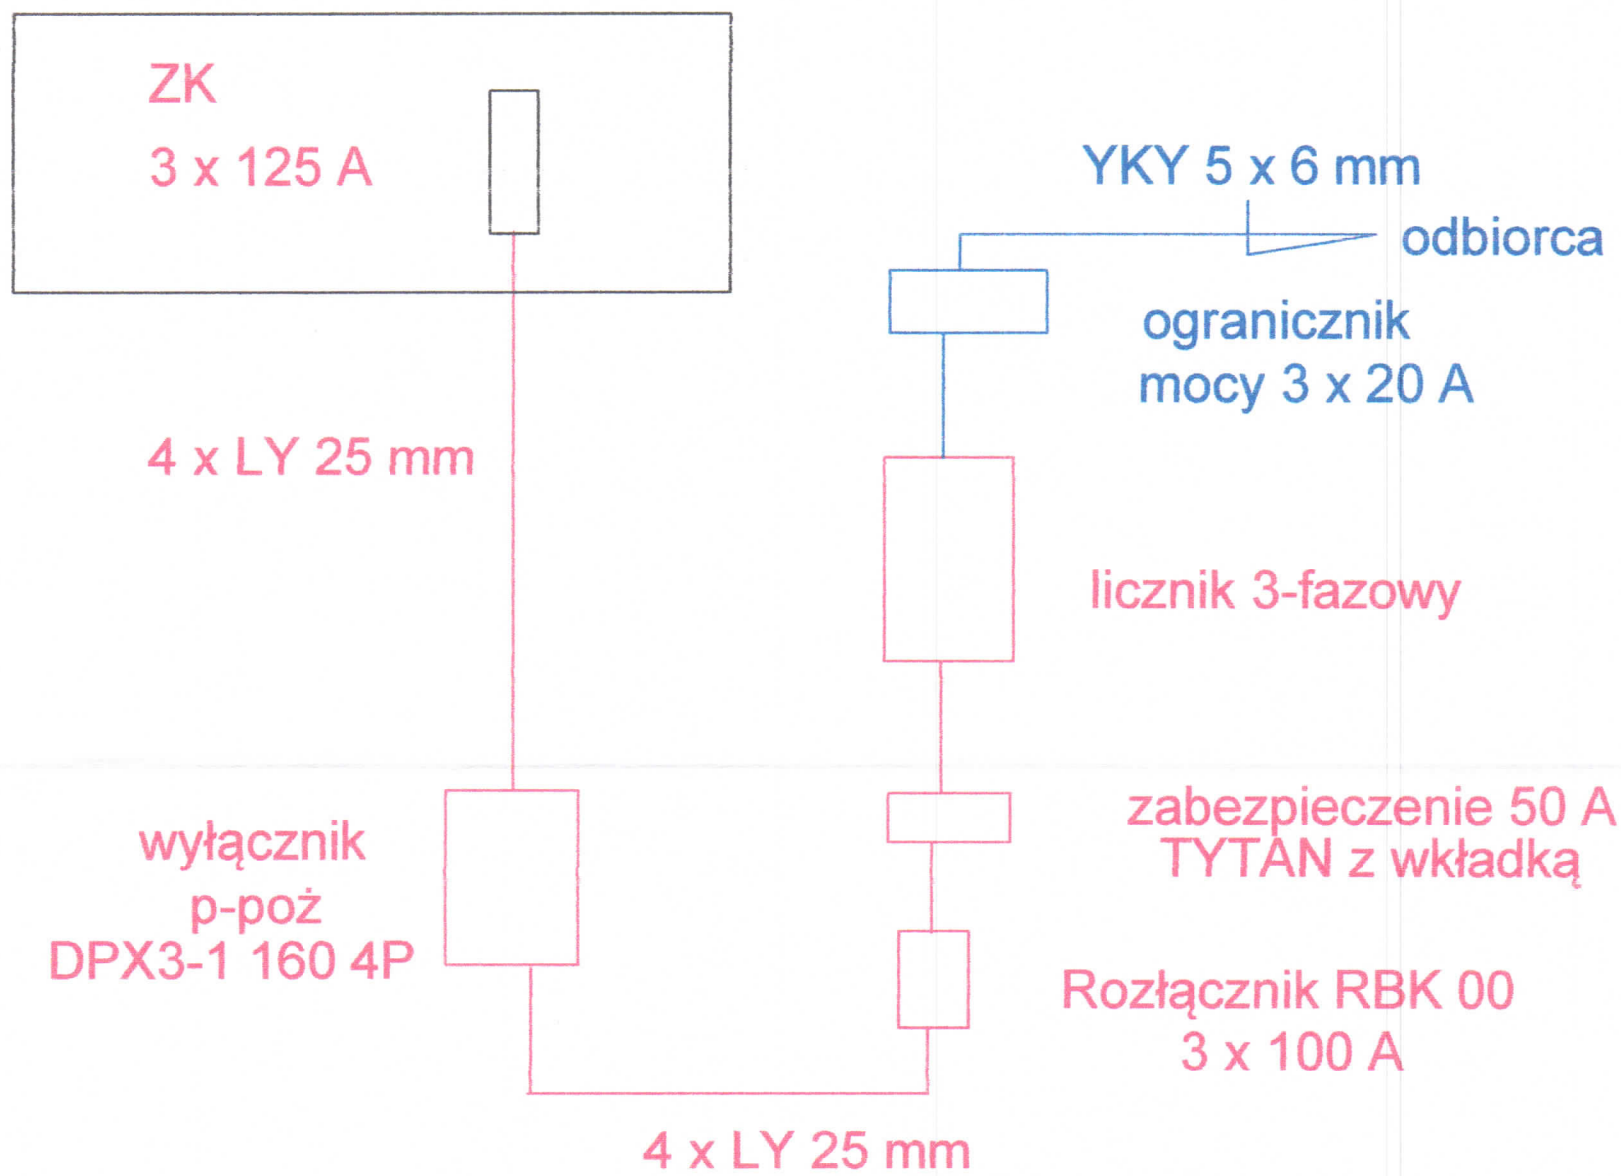 ZK
3 x 125 A
4 x LY 25 mm
wyłącznik
p-poż
DPX3-1 160 4P
4 x LY 25 mm
YKY 5 x 6 mm
odbiorca
ogranicznik
mocy 3 x 20 A
licznik 3-fazowy
zabezpieczenie 50 A
TYTAN z wkładką
Rozłącznik RBK 00
3 x 100 A